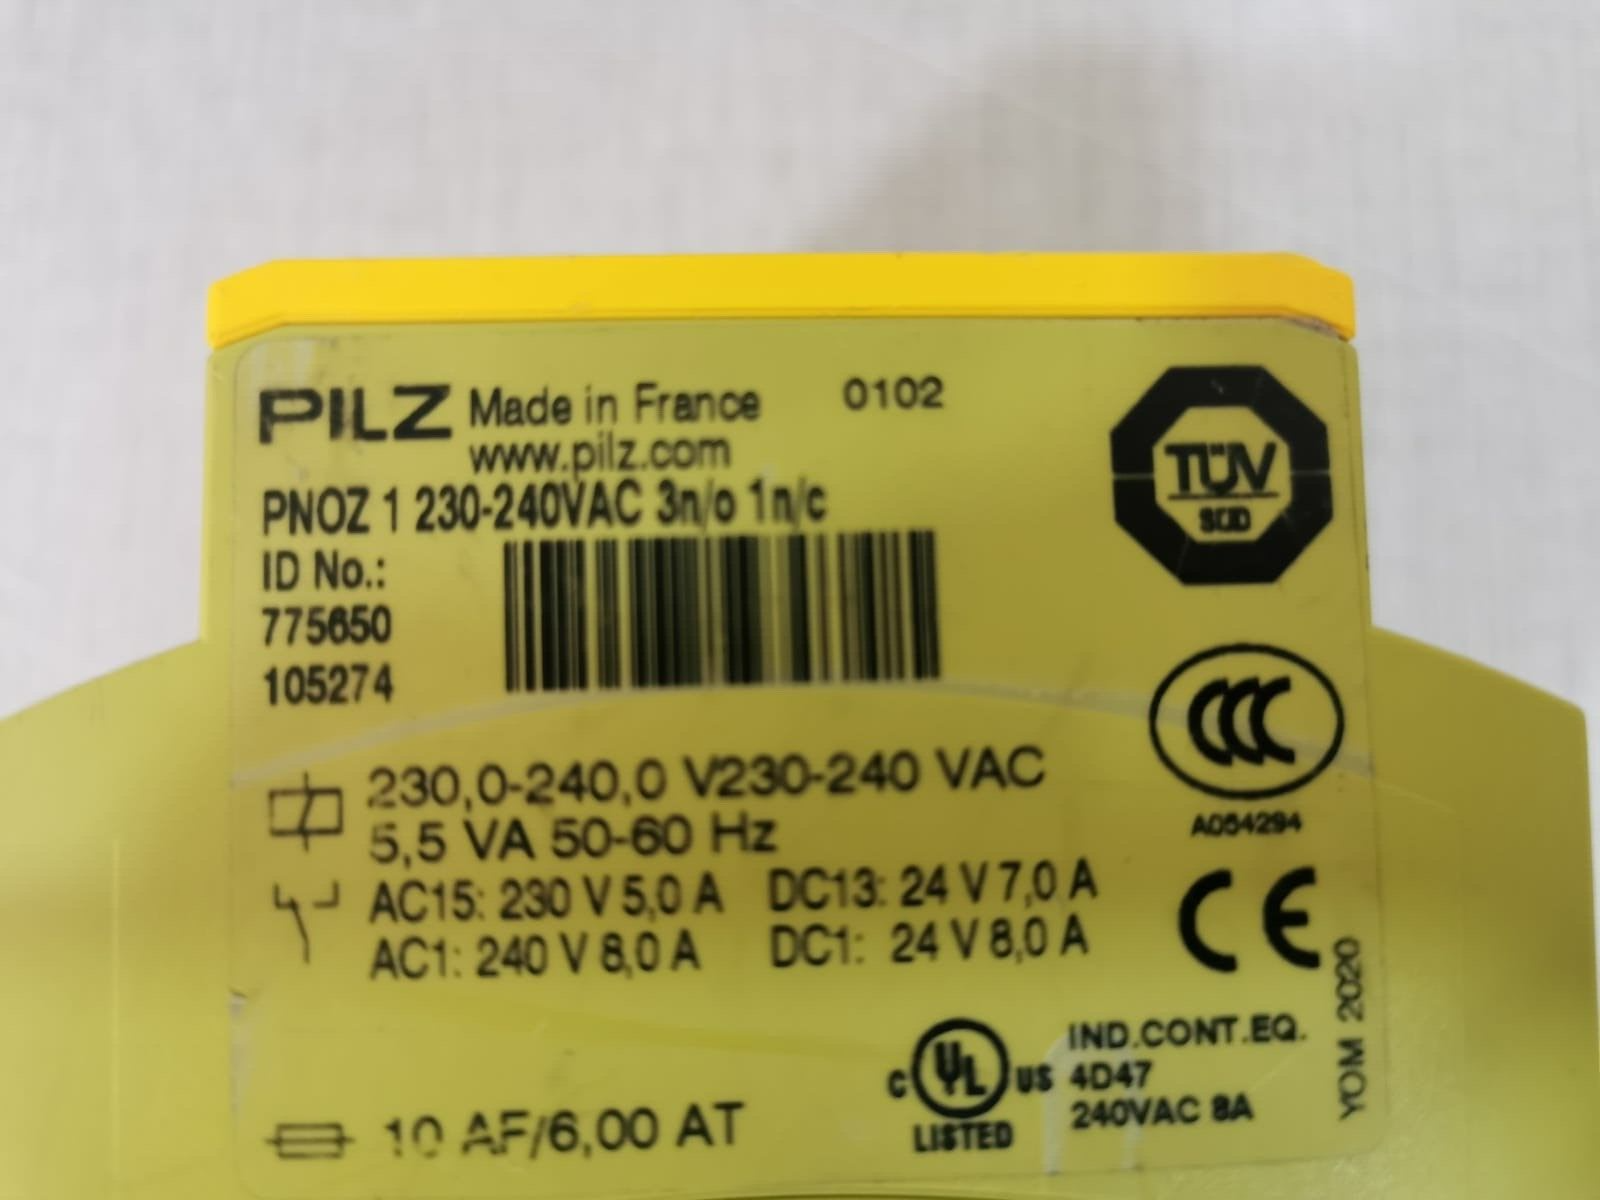 PILZ Made in France 0102
www.pilz.com
PNOZ 1 230-240VAC 3n/o 1n/c
ID No.:
775650
105274
TÜV
SÜD
CCC
A054294
230,0-240,0 V230-240 VAC
5,5 VA 50-60 Hz
AC15: 230 V 5,0 A DC13: 24 V 7,0 A
AC1: 240 V 8,0 A DC1: 24 V 8,0 A
CE
YOM 2020
C UL US
LISTED
IND.CONT.EQ.
4D47
240VAC 8A
10 AF/6,00 AT